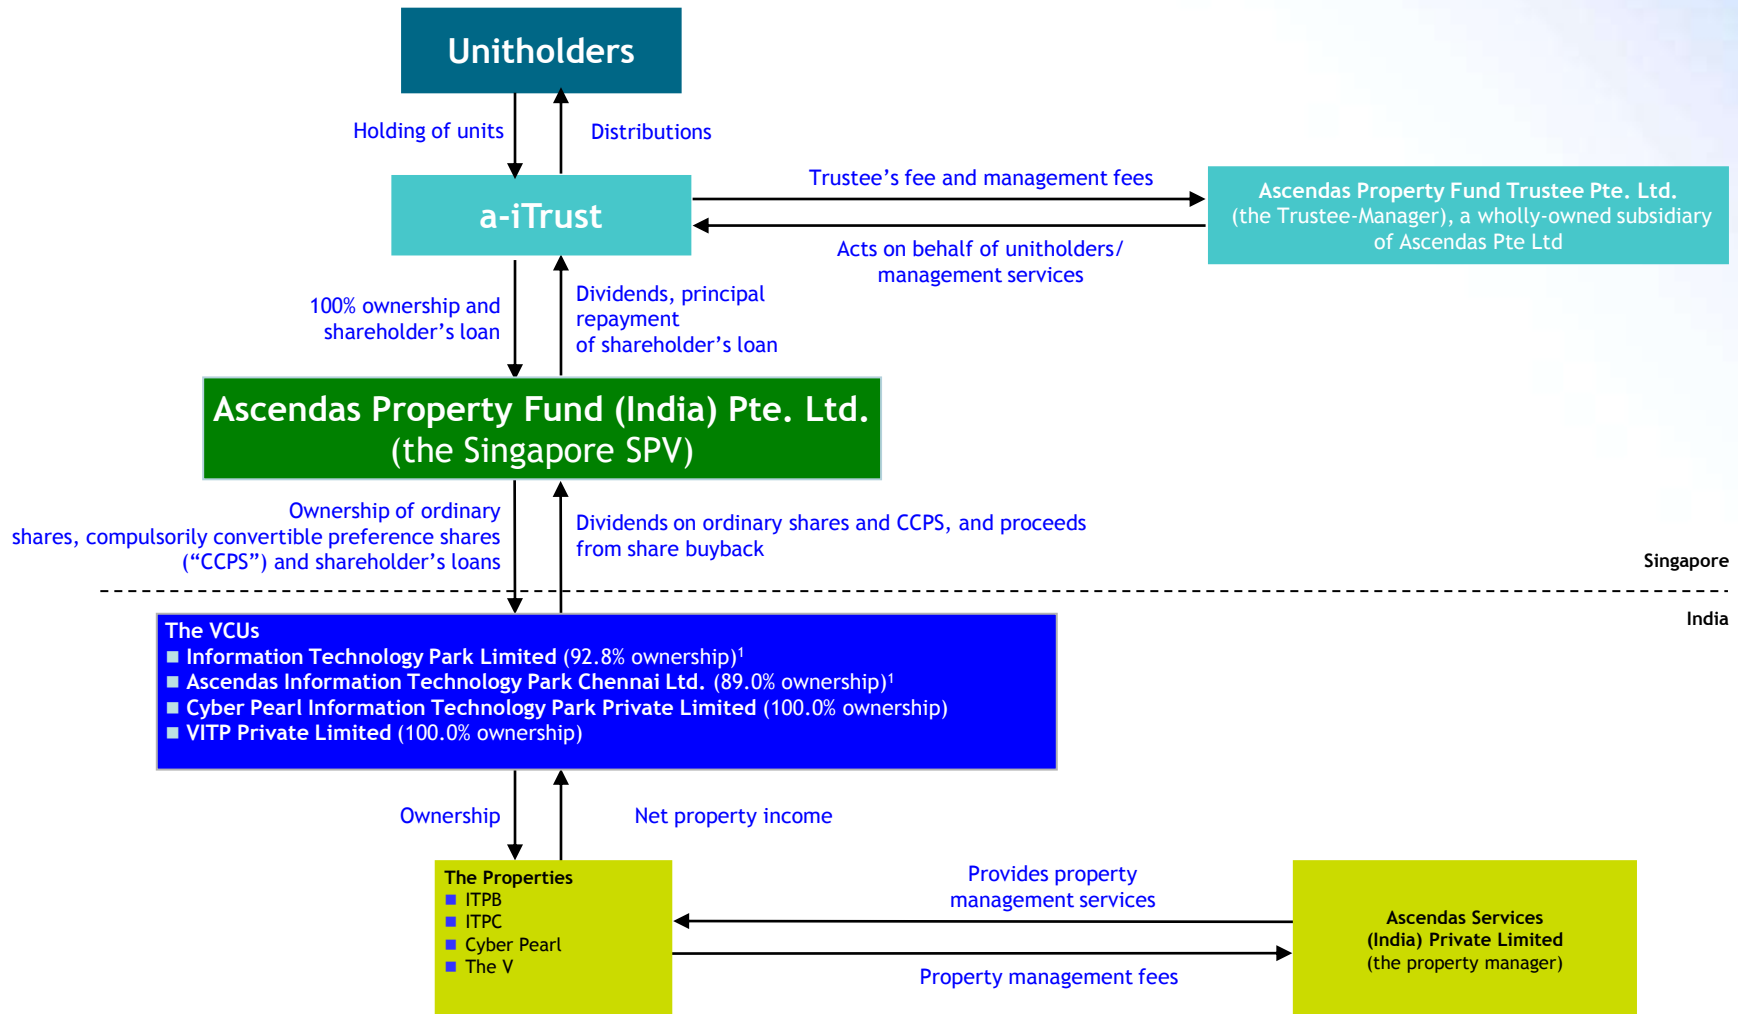 Unitholders
Holding of units
Distributions
a-iTrust
Trustee’s fee and management fees
Acts on behalf of unitholders/
management services
Ascendas Property Fund Trustee Pte. Ltd.
(the Trustee-Manager), a wholly-owned subsidiary
of Ascendas Pte Ltd
100% ownership and
shareholder’s loan
Dividends, principal
repayment
of shareholder’s loan
Ascendas Property Fund (India) Pte. Ltd.
(the Singapore SPV)
Ownership of ordinary
shares, compulsorily convertible preference shares
(“CCPS”) and shareholder’s loans
Dividends on ordinary shares and CCPS, and proceeds
from share buyback
Singapore
India
The VCUs
■ Information Technology Park Limited (92.8% ownership)¹
■ Ascendas Information Technology Park Chennai Ltd. (89.0% ownership)¹
■ Cyber Pearl Information Technology Park Private Limited (100.0% ownership)
■ VITP Private Limited (100.0% ownership)
Ownership
Net property income
The Properties
■ ITPB
■ ITPC
■ Cyber Pearl
■ The V
Provides property
management services
Property management fees
Ascendas Services
(India) Private Limited
(the property manager)